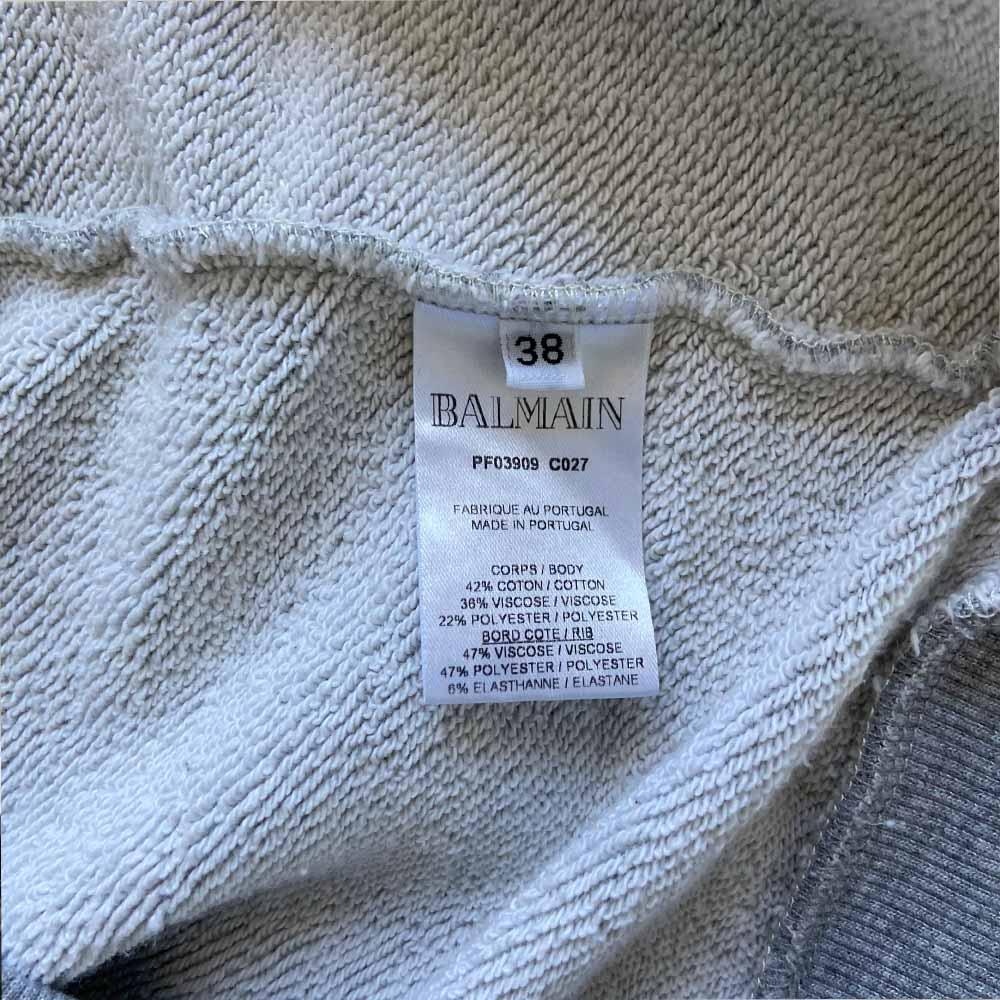 38
BALMAIN
PF03909 C027
FABRIQUE AU PORTUGAL
MADE IN PORTUGAL
CORPS / BODY
42% COTON / COTTON
36% VISCOSE / VISCOSE
22% POLYESTER / POLYESTER
BORD COTE / RIB
47% VISCOSE / VISCOSE
47% POLYESTER / POLYESTER
6% ELASTHANNE / ELASTANE